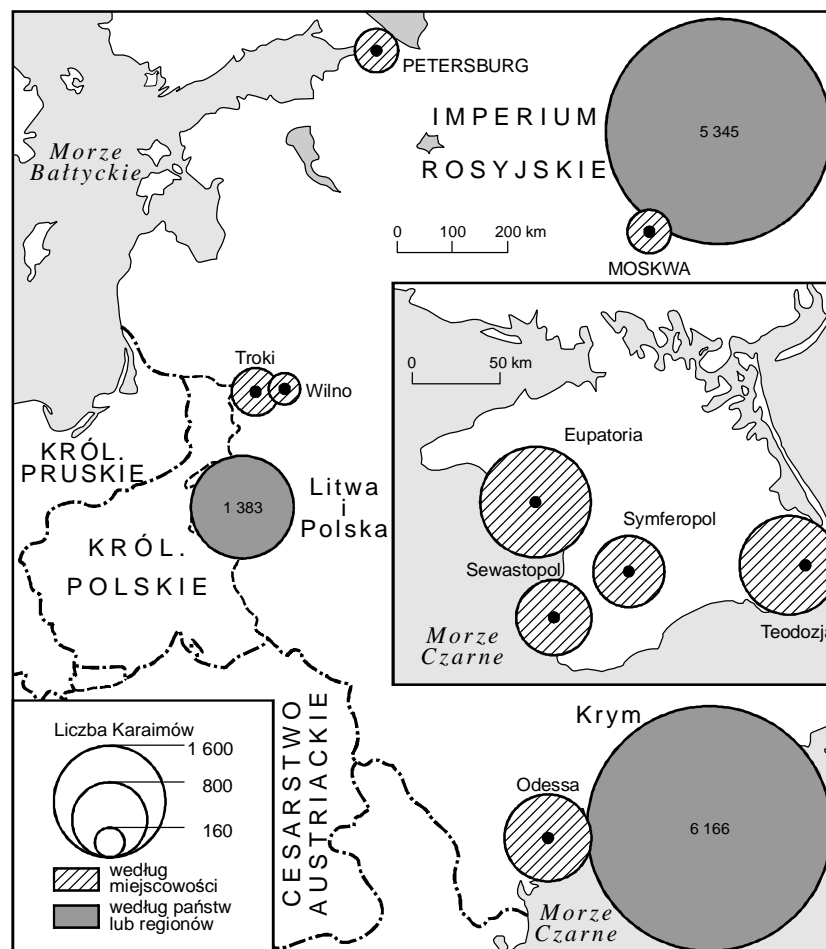 PETERSBURG
IMPERIUM
ROSYJSKIE
5 345
Morze
Bałtyckie
0 100 200 km
MOSKWA
Troki
Wilno
KRÓL.
PRUSKIE
1 383
Litwa
i
Polska
KRÓL.
POLSKIE
0 50 km
Eupatoria
Symferopol
Sewastopol
Teodozja
Morze
Czarne
Liczba Karaimów
1 600
800
160
według
miejscowości
według państw
lub regionów
CESARSTWO
AUSTRIACKIE
Krym
Odessa
6 166
Morze
Czarne